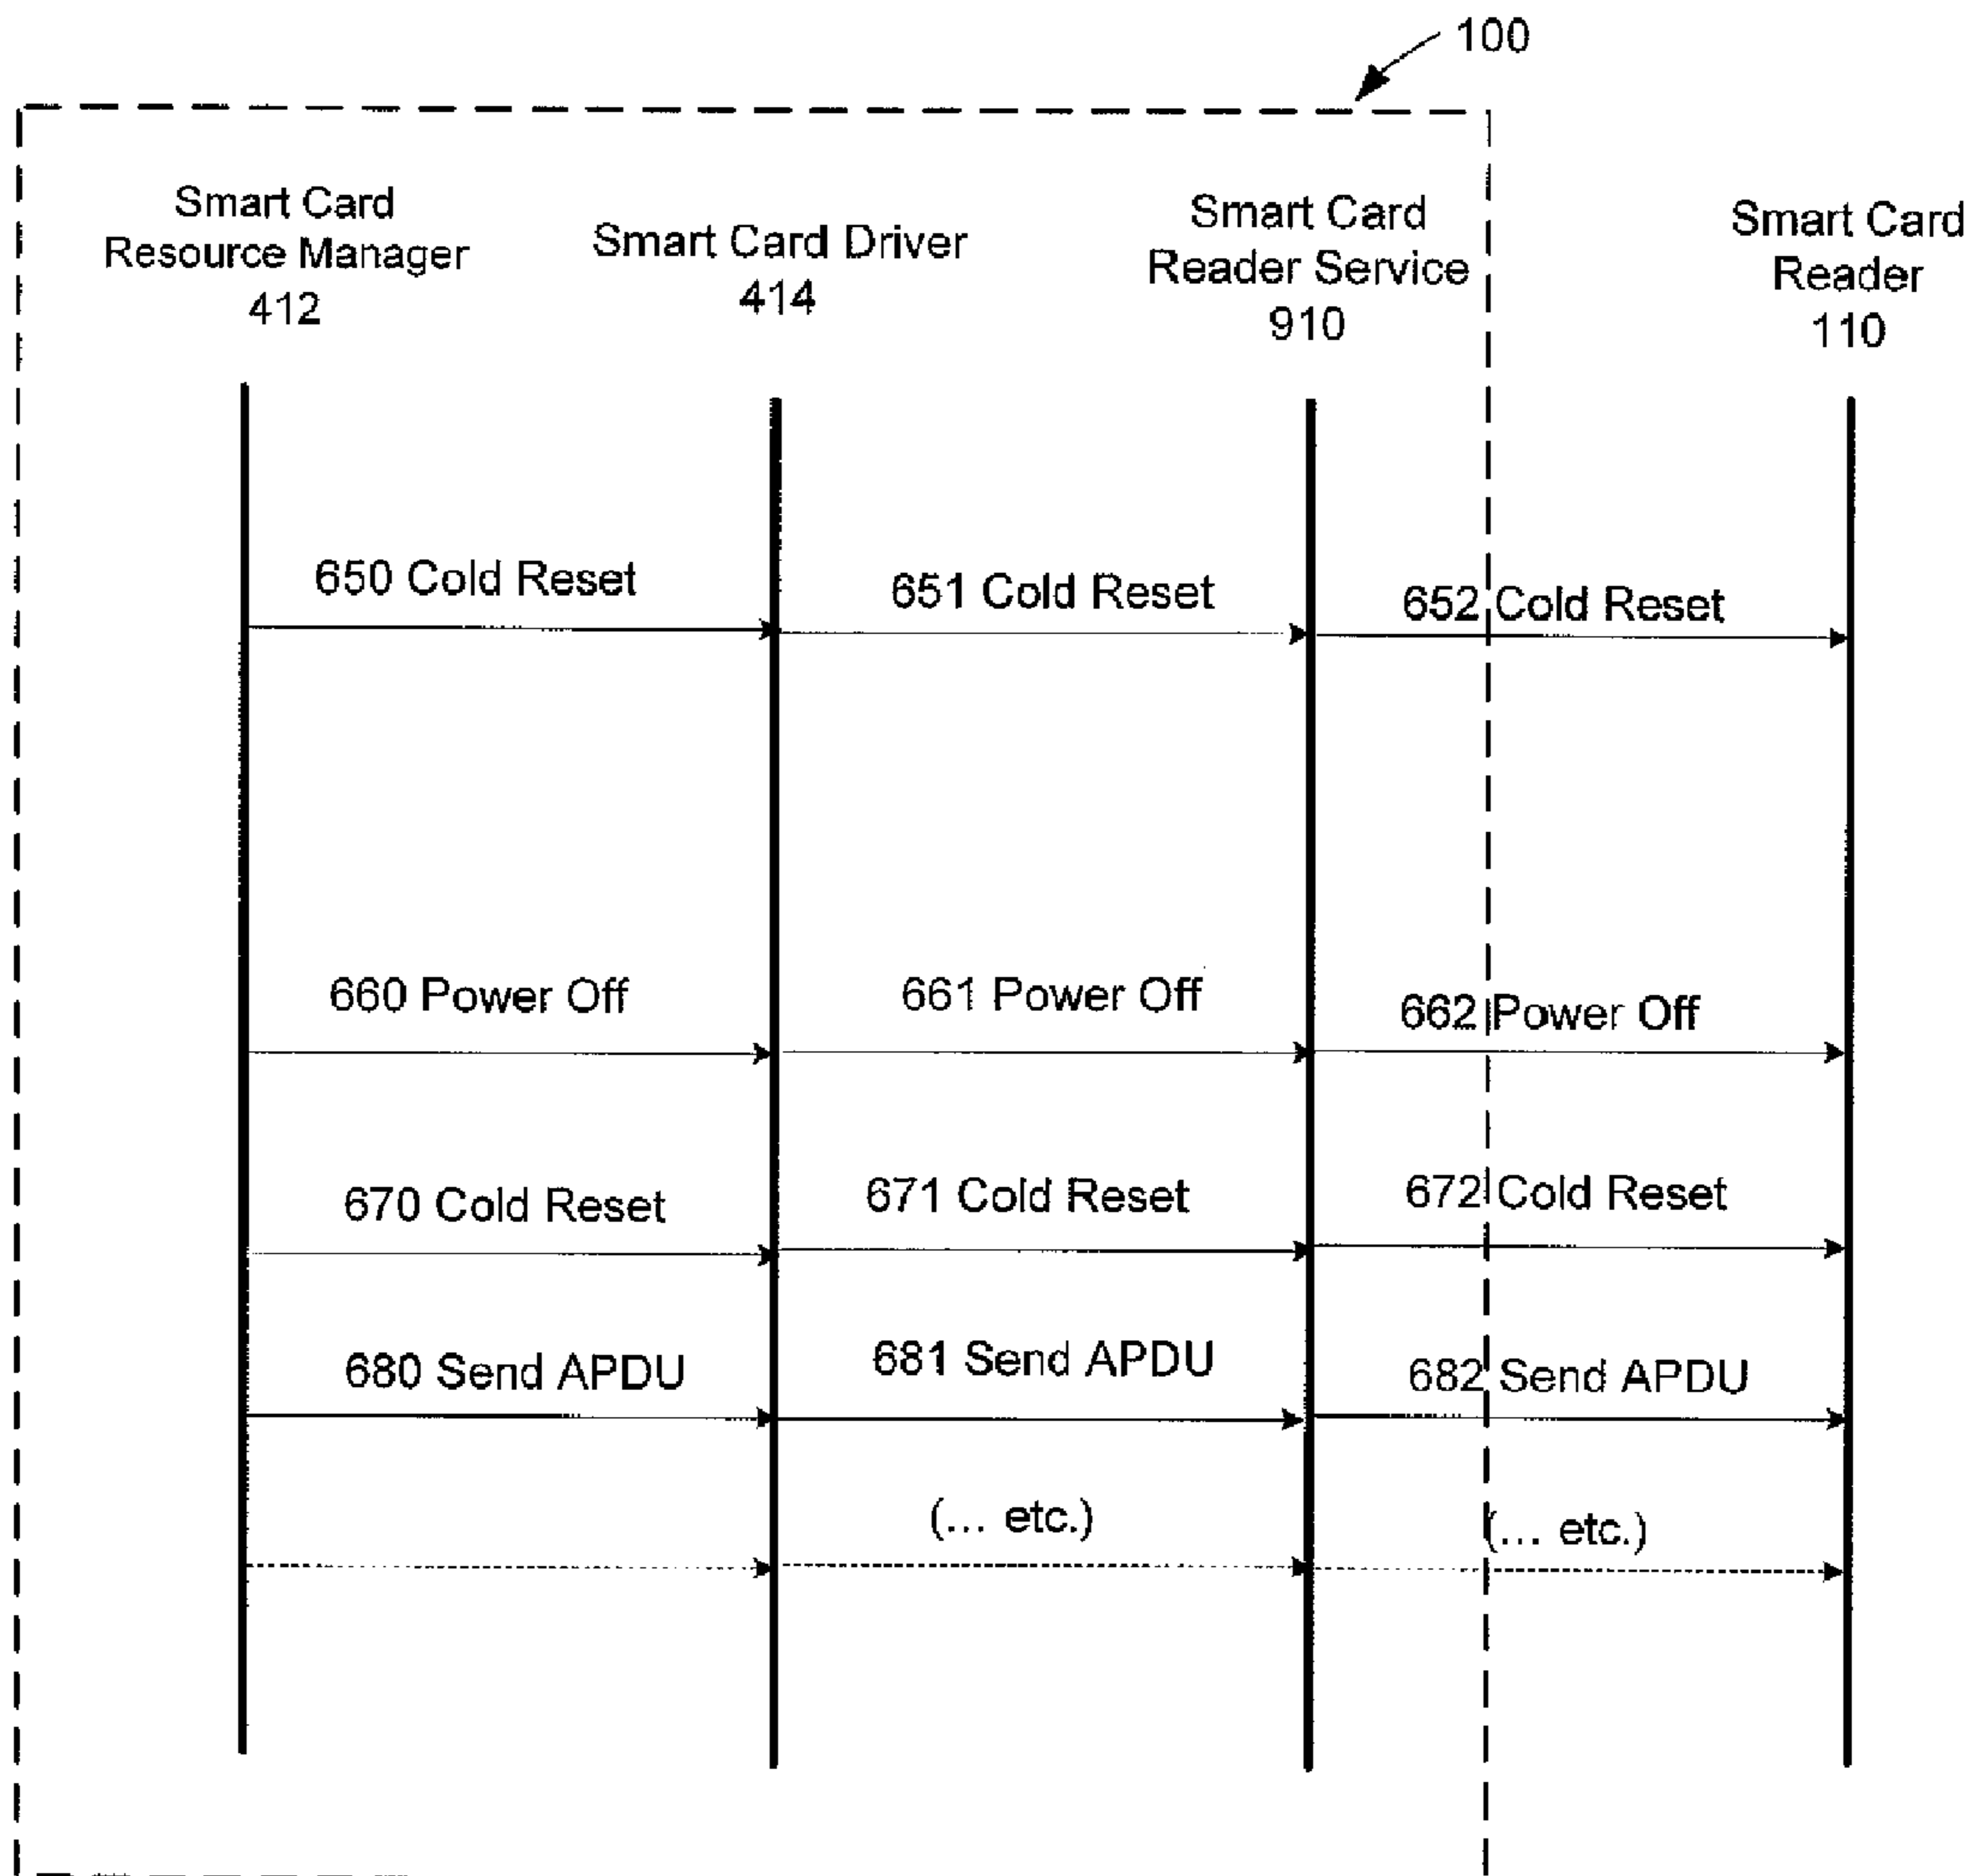 100
Smart Card
Resource Manager
412
Smart Card Driver
414
Smart Card
Reader Service
910
Smart Card
Reader
110
650 Cold Reset
651 Cold Reset
652 Cold Reset
660 Power Off
661 Power Off
662 Power Off
670 Cold Reset
671 Cold Reset
672 Cold Reset
680 Send APDU
681 Send APDU
682 Send APDU
(... etc.)
(... etc.)